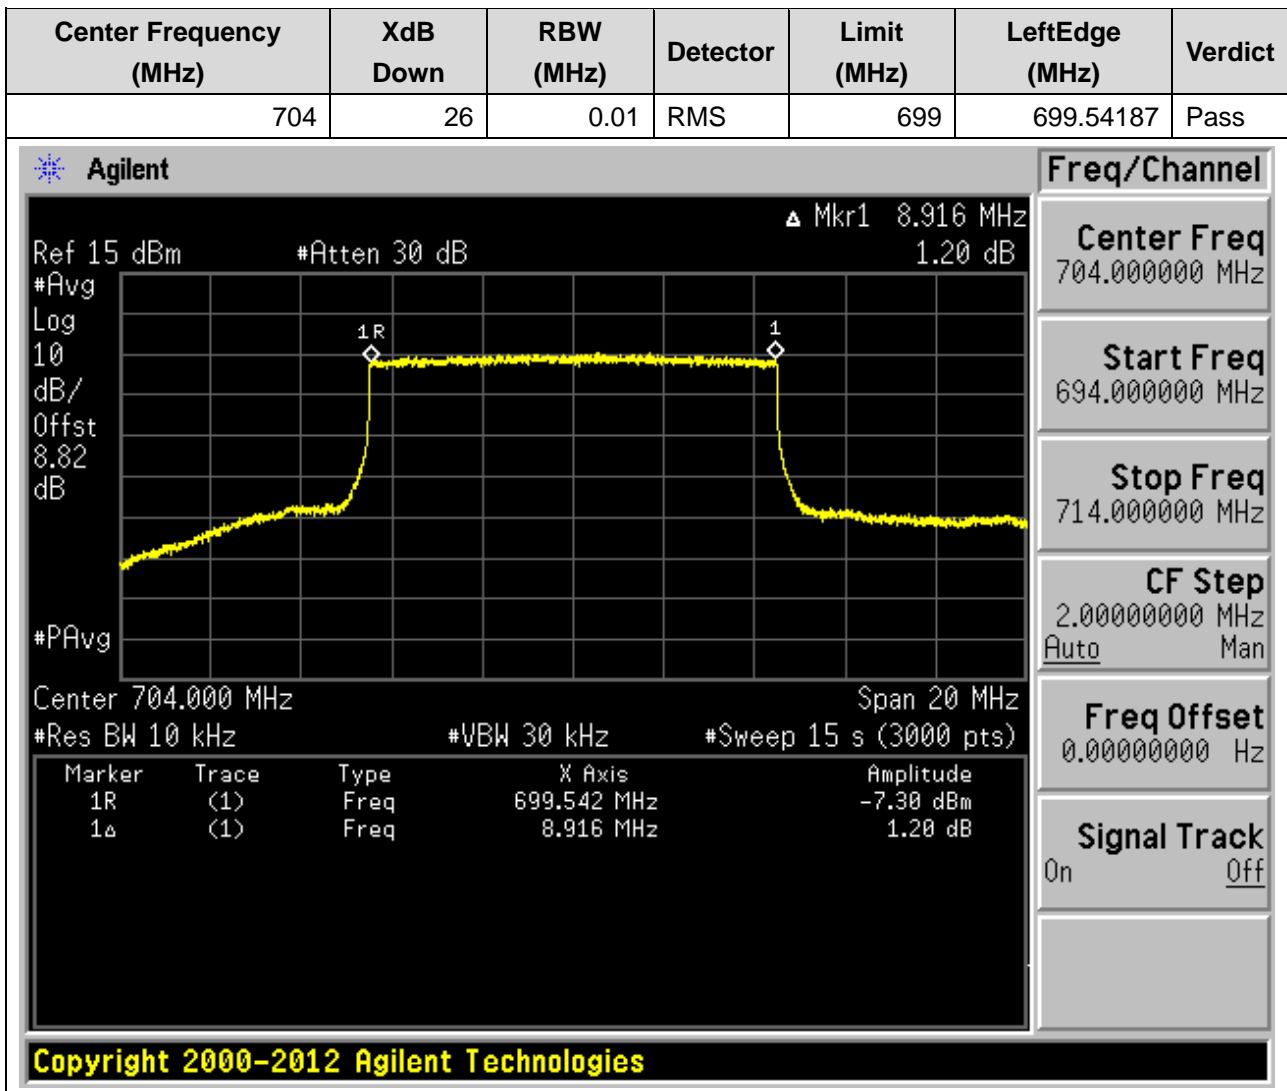 Center Frequency (MHz) XdB Down RBW (MHz) Detector Limit (MHz) LeftEdge (MHz) Verdict
704 26 0.01 RMS 699 699.54187 Pass
Agilent
Freq/Channel
Δ Mkr1 8.916 MHz
Ref 15 dBm #Atten 30 dB 1.20 dB
#Avg
Log
10
dB/
Offst
8.82
dB
1R
1
#PAvg
Center 704.000 MHz Span 20 MHz
#Res BW 10 kHz #VBW 30 kHz #Sweep 15 s (3000 pts)
Marker Trace Type X Axis Amplitude
1R (1) Freq 699.542 MHz -7.30 dBm
1Δ (1) Freq 8.916 MHz 1.20 dB
Center Freq
704.000000 MHz
Start Freq
694.000000 MHz
Stop Freq
714.000000 MHz
CF Step
2.00000000 MHz
Auto Man
Freq Offset
0.00000000 Hz
Signal Track
On Off
Copyright 2000-2012 Agilent Technologies